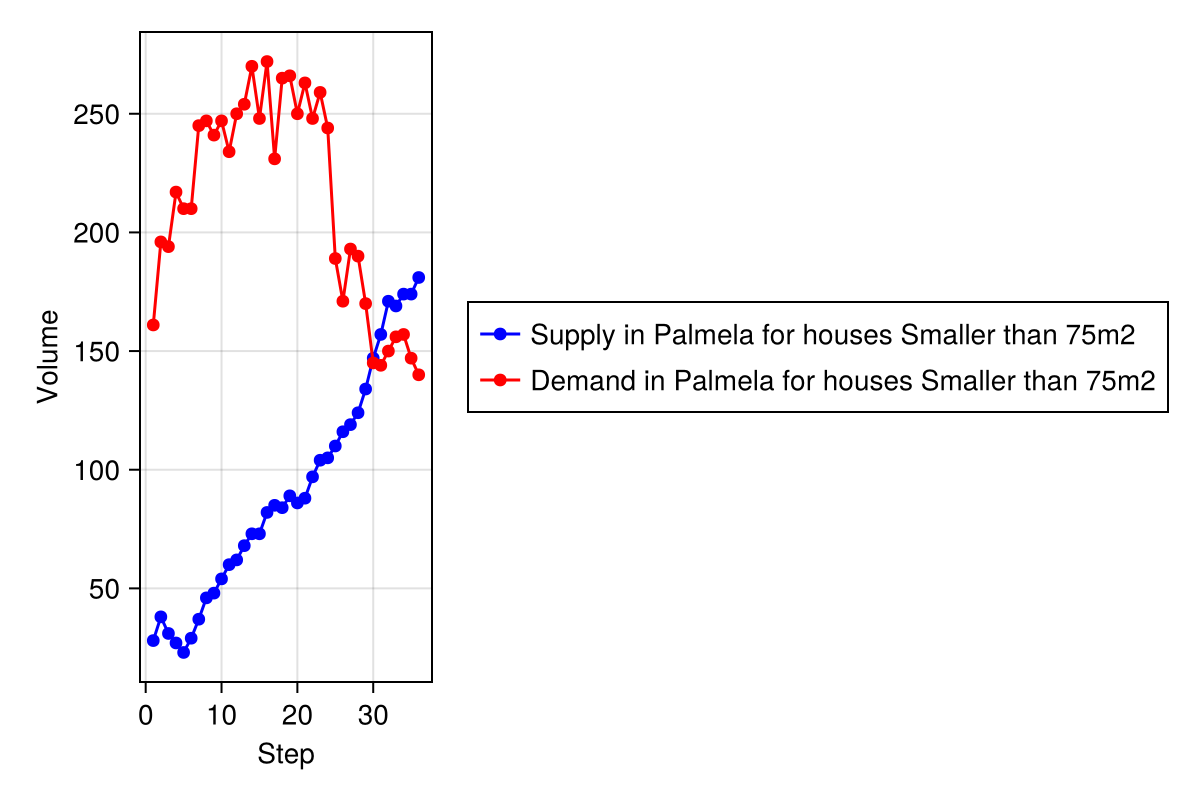 250
200
150
100
50
Volume
0 10 20 30
Step
Supply in Palmela for houses Smaller than 75m2
Demand in Palmela for houses Smaller than 75m2